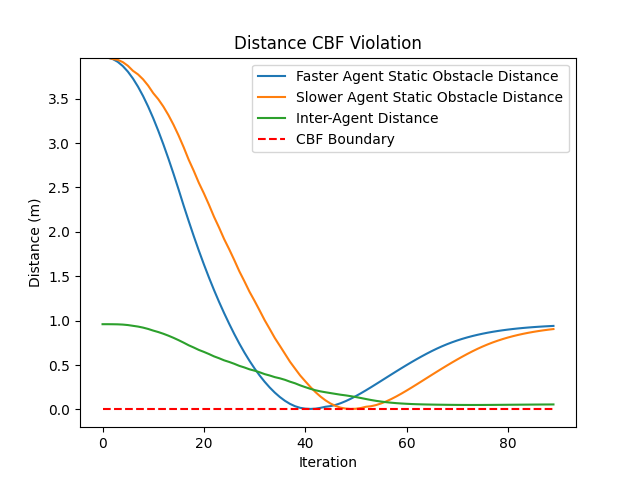 Distance CBF Violation
Faster Agent Static Obstacle Distance
Slower Agent Static Obstacle Distance
Inter-Agent Distance
CBF Boundary
Distance (m)
3.5
3.0
2.5
2.0
1.5
1.0
0.5
0.0
0 20 40 60 80
Iteration